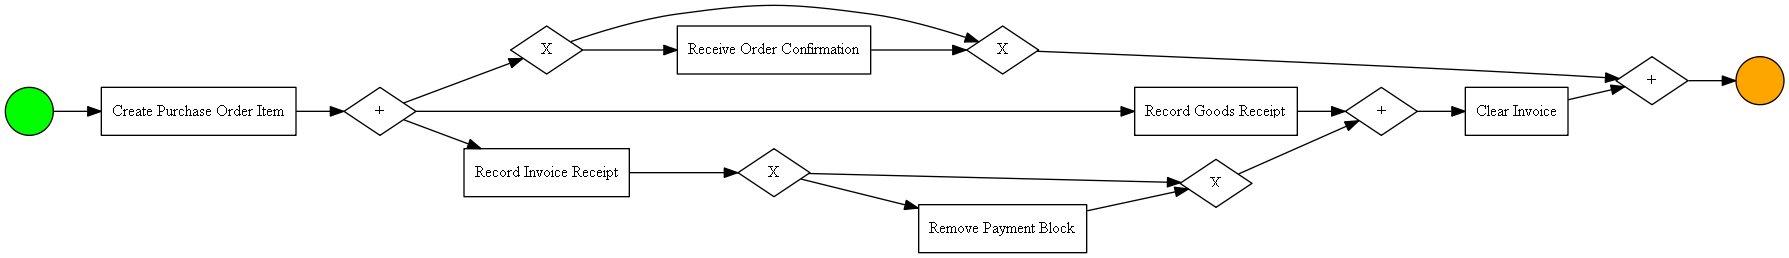 X
Receive Order Confirmation
X
+
Create Purchase Order Item
+
Record Goods Receipt
+
Clear Invoice
Record Invoice Receipt
X
X
Remove Payment Block